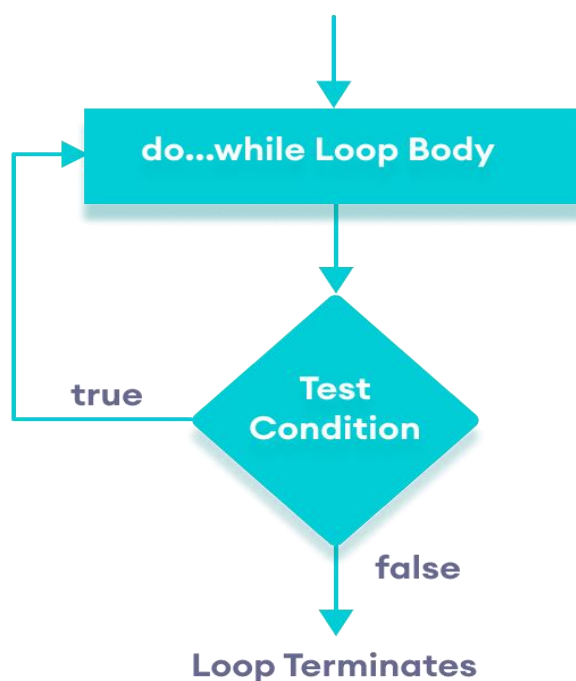 do...while Loop Body
Test
Condition
true
false
Loop Terminates